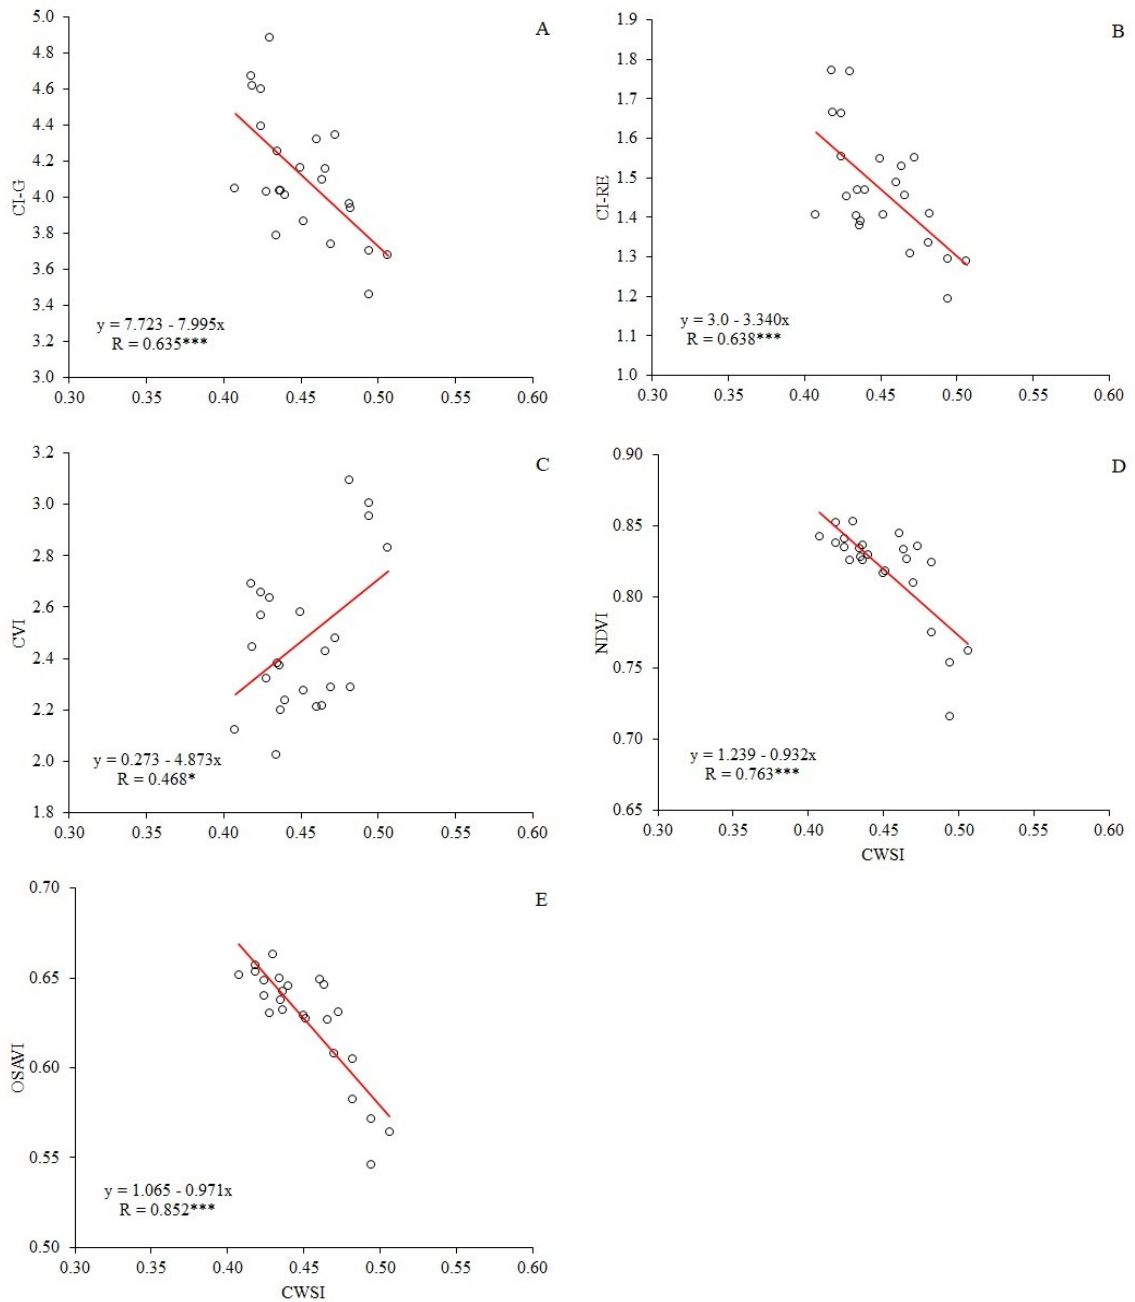 A
CI-G
5.0
4.8
4.6
4.4
4.2
4.0
3.8
3.6
3.4
3.2
3.0
y = 7.723 - 7.995x
R = 0.635***
0.30 0.35 0.40 0.45 0.50 0.55 0.60
B
CI-RE
1.9
1.8
1.7
1.6
1.5
1.4
1.3
1.2
1.1
1.0
y = 3.0 - 3.340x
R = 0.638***
0.30 0.35 0.40 0.45 0.50 0.55 0.60
C
CVI
3.2
3.0
2.8
2.6
2.4
2.2
2.0
1.8
y = 0.273 - 4.873x
R = 0.468*
0.30 0.35 0.40 0.45 0.50 0.55 0.60
D
NDVI
0.90
0.85
0.80
0.75
0.70
0.65
y = 1.239 - 0.932x
R = 0.763***
0.30 0.35 0.40 0.45 0.50 0.55 0.60
CWSI
E
OSAVI
0.70
0.65
0.60
0.55
0.50
y = 1.065 - 0.971x
R = 0.852***
0.30 0.35 0.40 0.45 0.50 0.55 0.60
CWSI